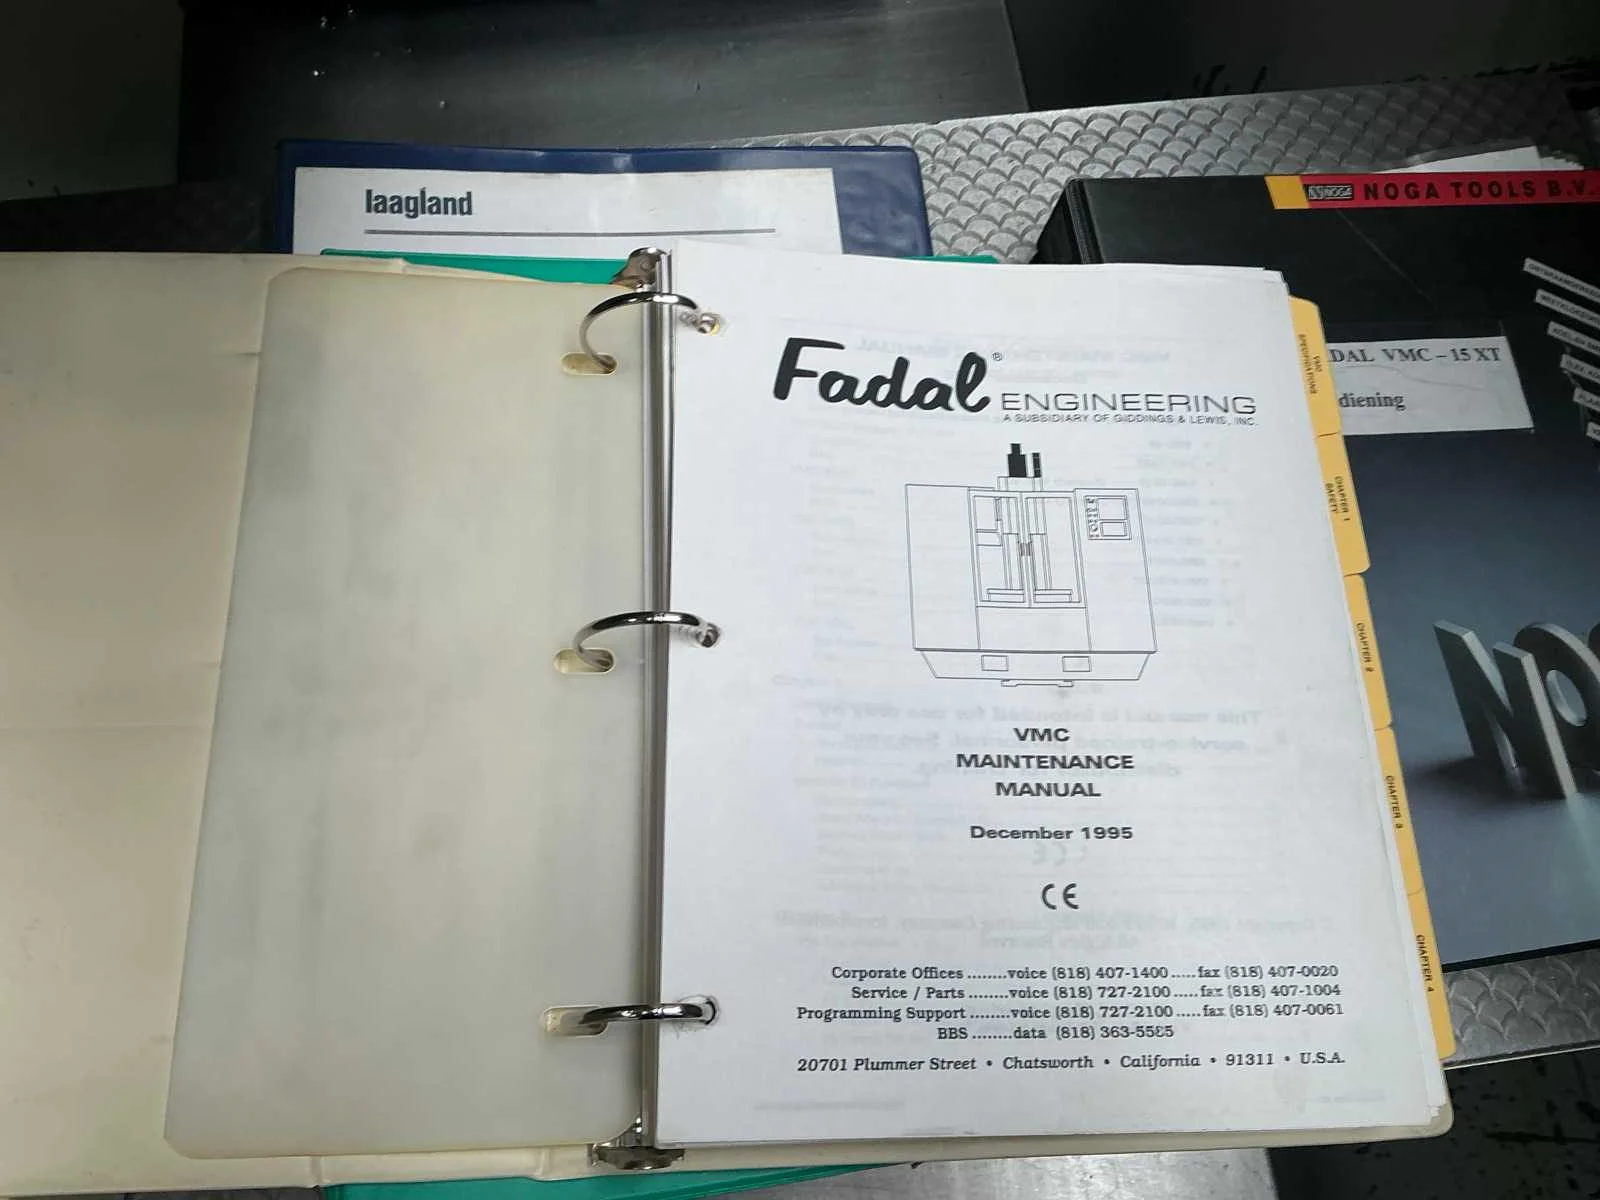 laagland
NOGA
NOGA TOOLS B.V.
DAL VMC – 15 XT
diening
Fadal® ENGINEERING
A SUBSIDIARY OF GIDDINGS & LEWIS, INC.
VMC
MAINTENANCE
MANUAL
December 1995
CE
Corporate Offices ........voice (818) 407-1400 .....fax (818) 407-0020
Service / Parts ........voice (818) 727-2100 .....fax (818) 407-1004
Programming Support ........voice (818) 727-2100 .....fax (818) 407-0061
BBS ........data (818) 363-5585
20701 Plummer Street • Chatsworth • California • 91311 • U.S.A.
VMC
SPECIFICATIONS
CHAPTER 1
SAFETY
CHAPTER 2
CHAPTER 3
CHAPTER 4